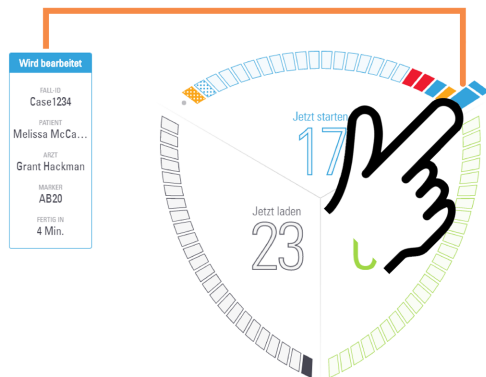 Wird bearbeitet
FALL-ID
Case1234
PATIENT
Melissa McCa...
ARZT
Grant Hackman
MARKER
AB20
FERTIG IN
4 Min.
Jetzt starten
17
Jetzt laden
23